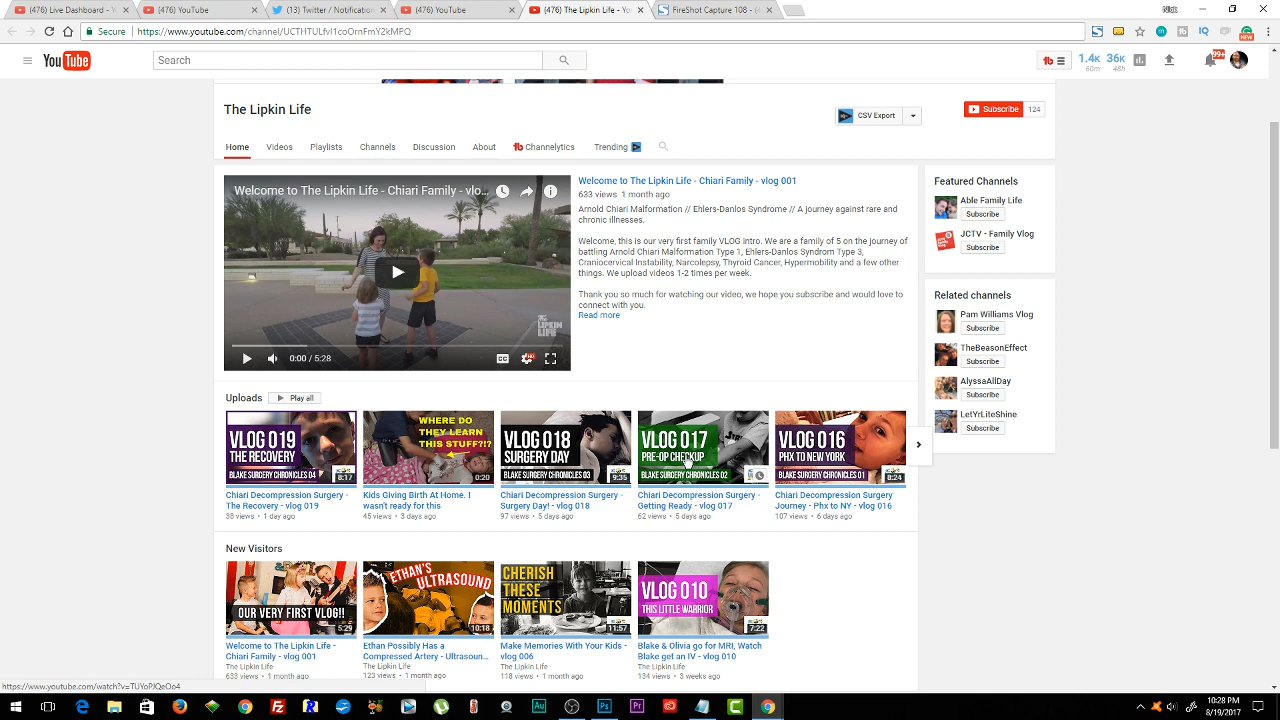 (476) Live Dashboard - Yo
(476) YouTube
(13) Twitter / Notification
(476) YouTube
(476) The Lipkin Life - Yo
FireShot Capture 108 -
Nick
Secure
https://www.youtube.com/channel/UCTHTULfvI1coOrnFmY2kMPQ
NEW
YouTube
Search
tb
1.4k
60m
36K
48h
99+
The Lipkin Life
CSV Export
Subscribe 124
Home
Videos
Playlists
Channels
Discussion
About
Channelytics
Trending
Welcome to The Lipkin Life - Chiari Family - vlo...
THE LIPKIN LIFE
0:00 / 5:28
CC
HD
Welcome to The Lipkin Life - Chiari Family - vlog 001
633 views 1 month ago
Arnold Chiari Malformation // Ehlers-Danlos Syndrome // A journey against rare and
chronic illnesses.
Welcome, this is our very first family VLOG intro. We are a family of 5 on the journey of
battling Arnold Chiari Malformation Type 1, Ehlers-Danlos Syndrom Type 3,
Craniocervical Instability, Narcolepsy, Thyroid Cancer, Hypermobility and a few other
things. We upload videos 1-2 times per week.
Thank you so much for watching our video, we hope you subscribe and would love to
connect with you.
Read more
Featured Channels
Able Family Life
Subscribe
JCTV - Family Vlog
Subscribe
Related channels
Pam Williams Vlog
Subscribe
TheBeasonEffect
Subscribe
AlyssaAllDay
Subscribe
LetYrLiteShine
Subscribe
Uploads
Play all
VLOG 019
THE RECOVERY
BLAKE SURGERY CHRONICLES 04
8:17
Chiari Decompression Surgery -
The Recovery - vlog 019
38 views • 1 day ago
WHERE DO
THEY LEARN
THIS STUFF?!?
0:20
Kids Giving Birth At Home. I
wasn't ready for this
45 views • 3 days ago
VLOG 018
SURGERY DAY
BLAKE SURGERY CHRONICLES 03
9:35
Chiari Decompression Surgery -
Surgery Day! - vlog 018
97 views • 5 days ago
VLOG 017
PRE-OP CHECKUP
BLAKE SURGERY CHRONICLES 02
Chiari Decompression Surgery -
Getting Ready - vlog 017
62 views • 5 days ago
VLOG 016
PHX TO NEW YORK
BLAKE SURGERY CHRONICLES 01
8:24
Chiari Decompression Surgery
Journey - Phx to NY - vlog 016
107 views • 6 days ago
New Visitors
OUR VERY FIRST VLOG!!
5:29
Welcome to The Lipkin Life -
Chiari Family - vlog 001
The Lipkin Life
633 views • 1 month ago
ETHAN'S
ULTRASOUND
10:18
Ethan Possibly Has a
Compressed Artery - Ultrasoun...
The Lipkin Life
123 views • 1 month ago
CHERISH
THESE
MOMENTS
11:57
Make Memories With Your Kids -
vlog 006
The Lipkin Life
118 views • 1 month ago
VLOG 010
THIS LITTLE WARRIOR
7:22
Blake & Olivia go for MRI, Watch
Blake get an IV - vlog 010
The Lipkin Life
134 views • 3 weeks ago
https://www.youtube.com/watch?v=TUYoPJQeOo4
10:28 PM
8/19/2017